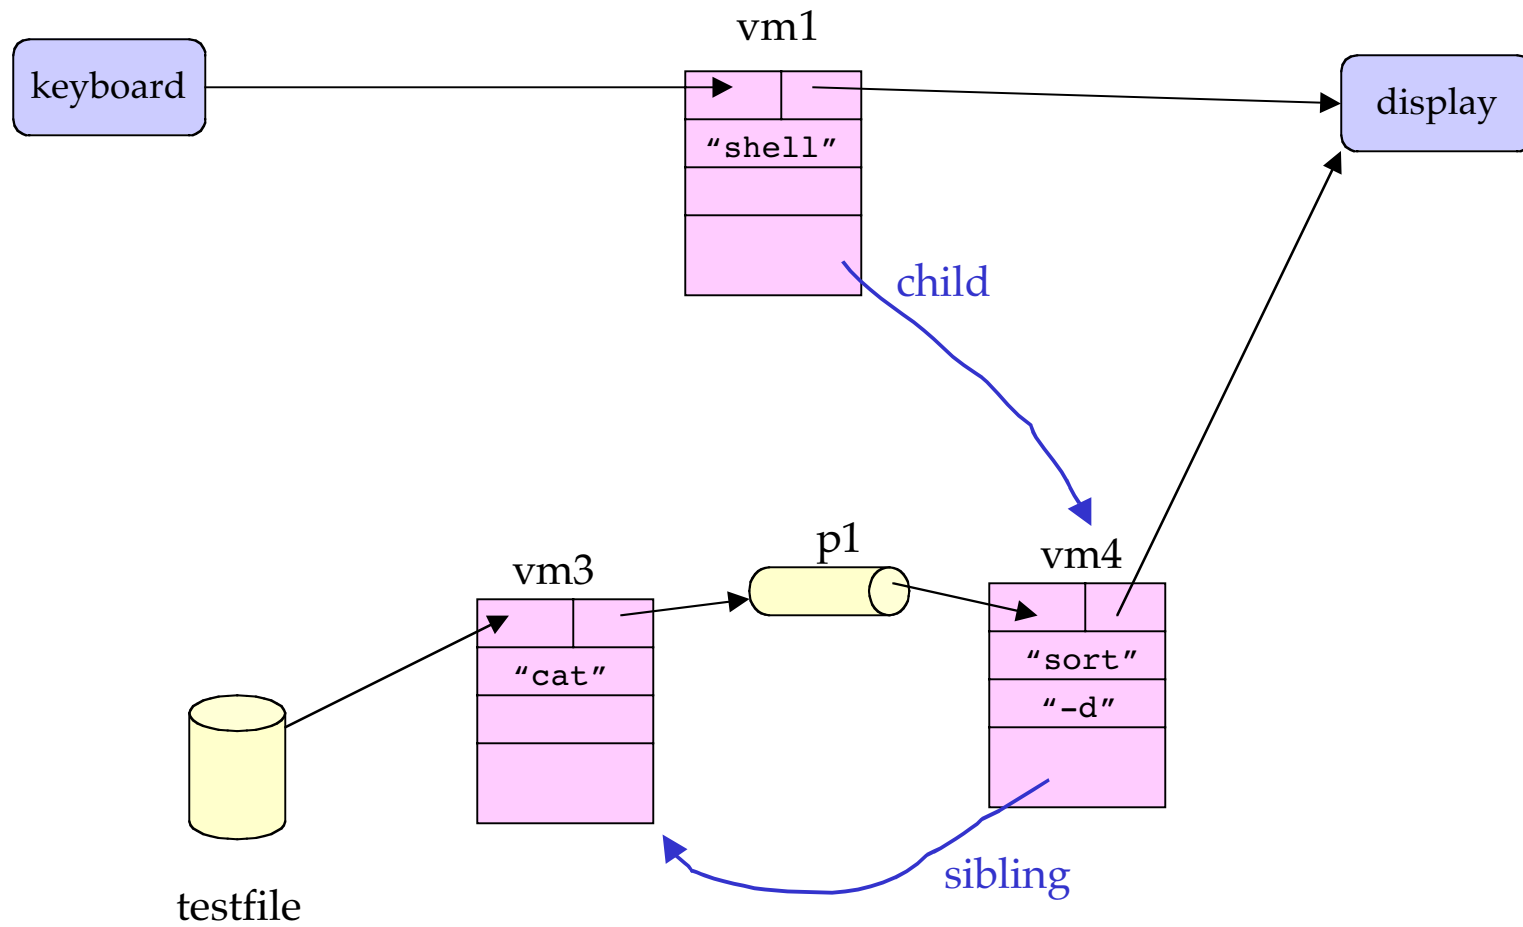 vm1
keyboard
display
“shell”
child
p1
vm4
vm3
“sort”
“cat”
“-d”
sibling
testfile